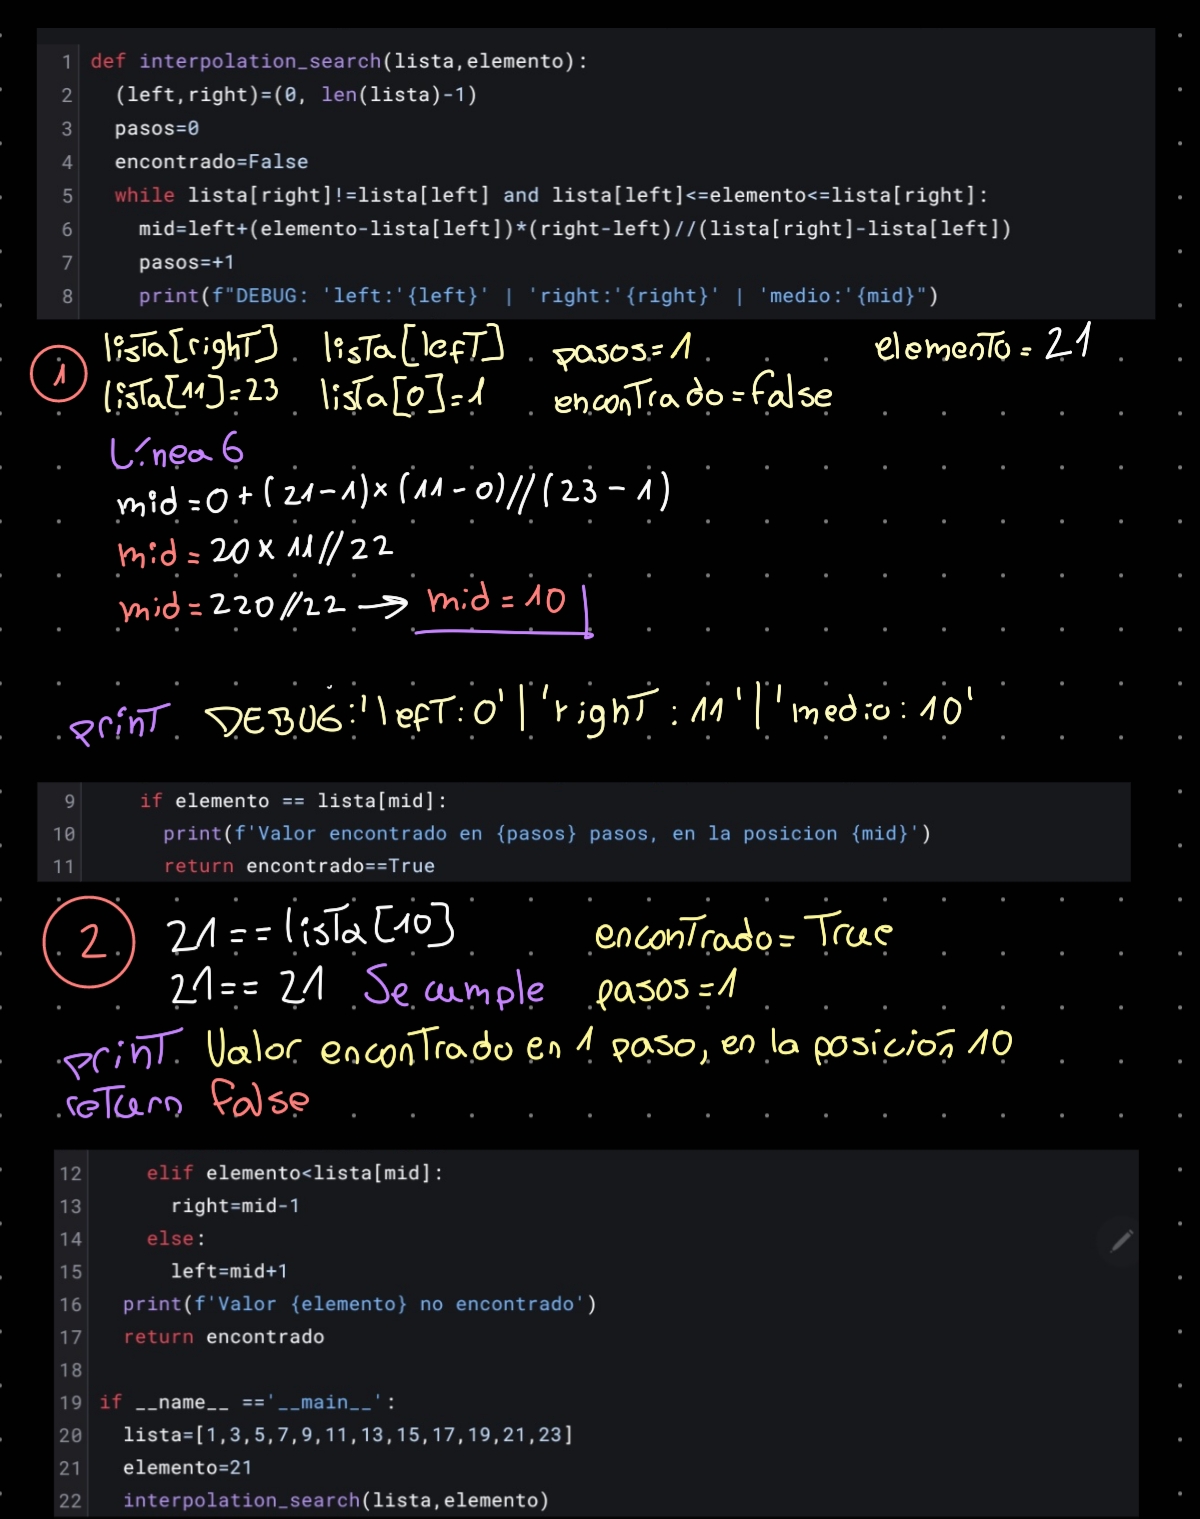 1 def interpolation_search(lista,elemento):
2 (left,right)=(0, len(lista)-1)
3 pasos=0
4 encontrado=False
5 while lista[right]!=lista[left] and lista[left]<=elemento<=lista[right]:
6 mid=left+(elemento-lista[left])*(right-left)//(lista[right]-lista[left])
7 pasos=+1
8 print(f"DEBUG: 'left:'{left}' | 'right:'{right}' | 'medio:'{mid}")
1 lista[right] lista[left] pasos=1 elemento=21
lista[11]=23 lista[0]=1 encontrado=false
Línea 6
mid=0+(21-1)×(11-0)//(23-1)
mid=20×11//22
mid=220//22 → mid=10
print DEBUG:'left:0'|'right:11'|'medio:10'
9 if elemento == lista[mid]:
10 print(f'Valor encontrado en {pasos} pasos, en la posicion {mid}')
11 return encontrado==True
2 21==lista[10] encontrado=True
21==21 Se cumple pasos=1
print Valor encontrado en 1 paso, en la posición 10
return false
12 elif elemento<lista[mid]:
13 right=mid-1
14 else:
15 left=mid+1
16 print(f'Valor {elemento} no encontrado')
17 return encontrado
18
19 if __name__ =='__main__':
20 lista=[1,3,5,7,9,11,13,15,17,19,21,23]
21 elemento=21
22 interpolation_search(lista,elemento)